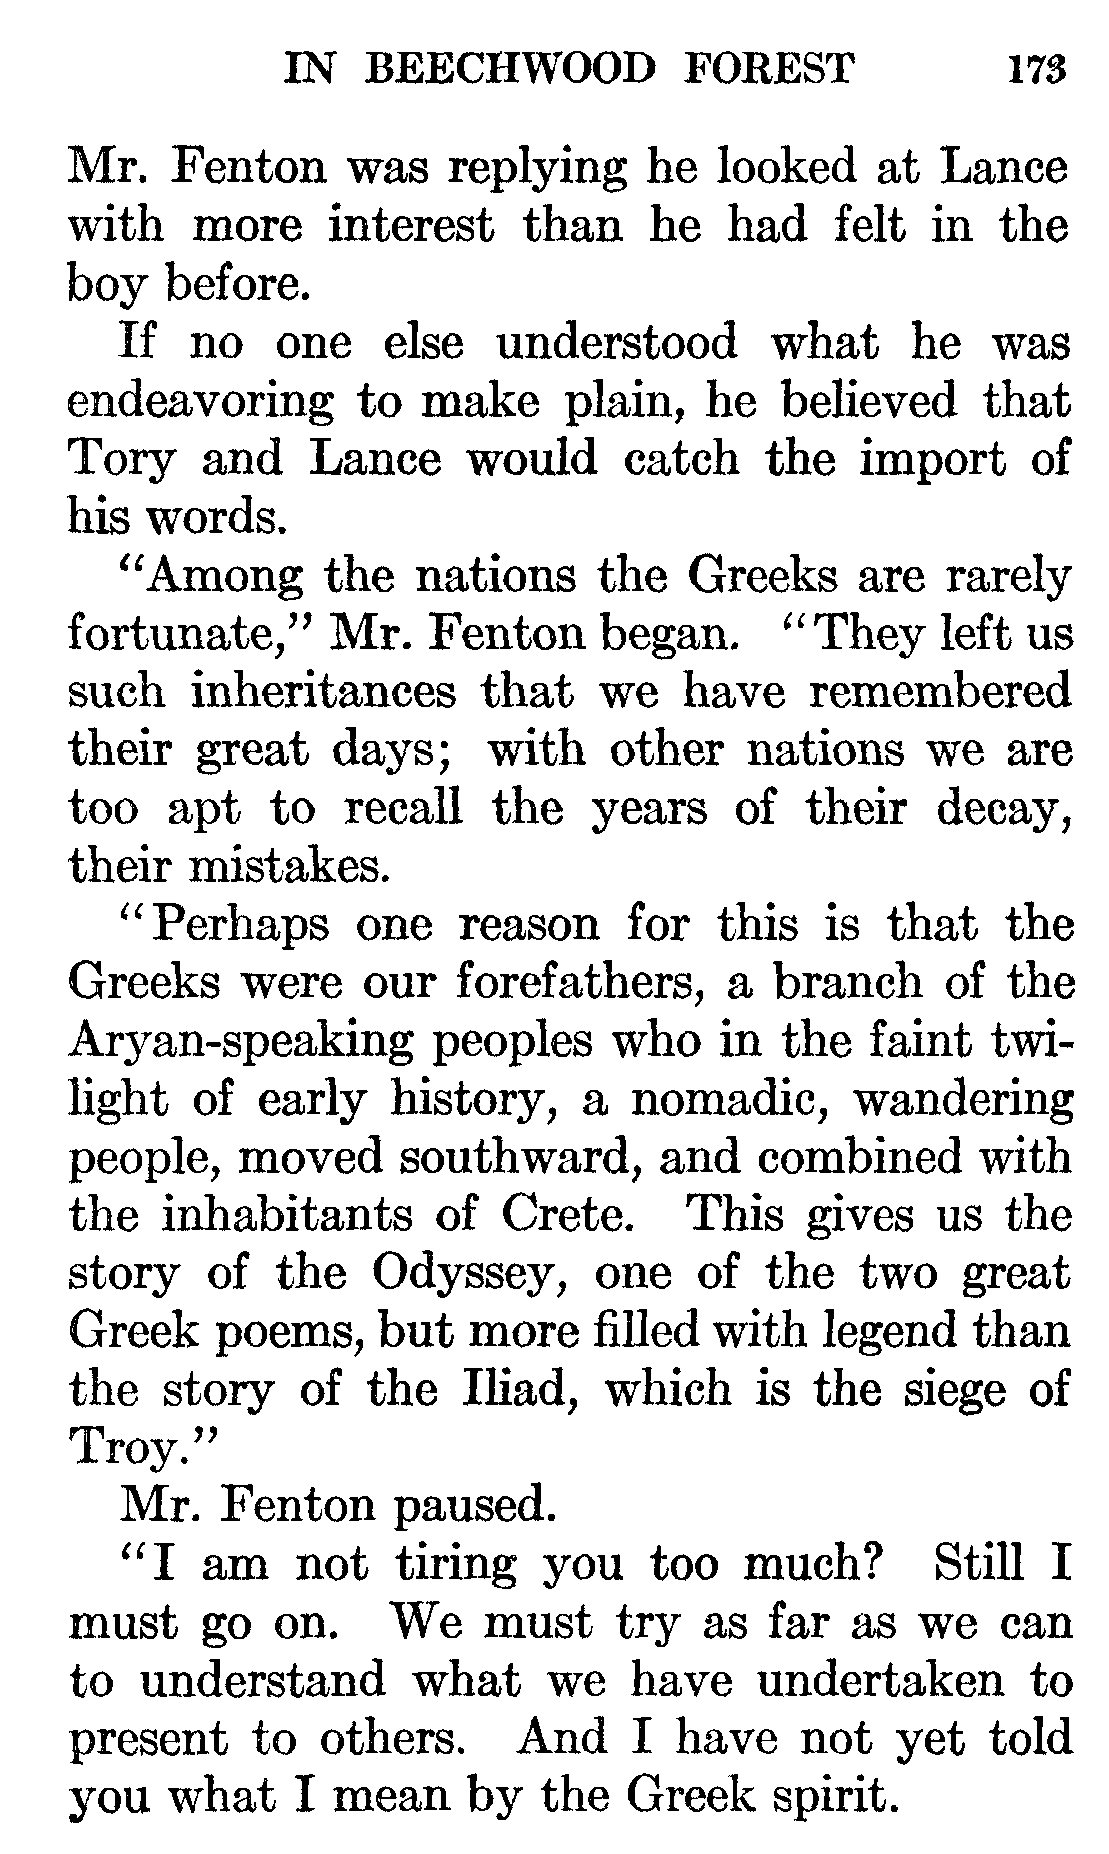 IN BEECHWOOD FOREST 173
Mr. Fenton was replying he looked at Lance
with more interest than he had felt in the
boy before.
If no one else understood what he was
endeavoring to make plain, he believed that
Tory and Lance would catch the import of
his words.
“Among the nations the Greeks are rarely
fortunate,” Mr. Fenton began. “They left us
such inheritances that we have remembered
their great days; with other nations we are
too apt to recall the years of their decay,
their mistakes.
“Perhaps one reason for this is that the
Greeks were our forefathers, a branch of the
Aryan-speaking peoples who in the faint twi-
light of early history, a nomadic, wandering
people, moved southward, and combined with
the inhabitants of Crete. This gives us the
story of the Odyssey, one of the two great
Greek poems, but more filled with legend than
the story of the Iliad, which is the siege of
Troy.”
Mr. Fenton paused.
“I am not tiring you too much? Still I
must go on. We must try as far as we can
to understand what we have undertaken to
present to others. And I have not yet told
you what I mean by the Greek spirit.